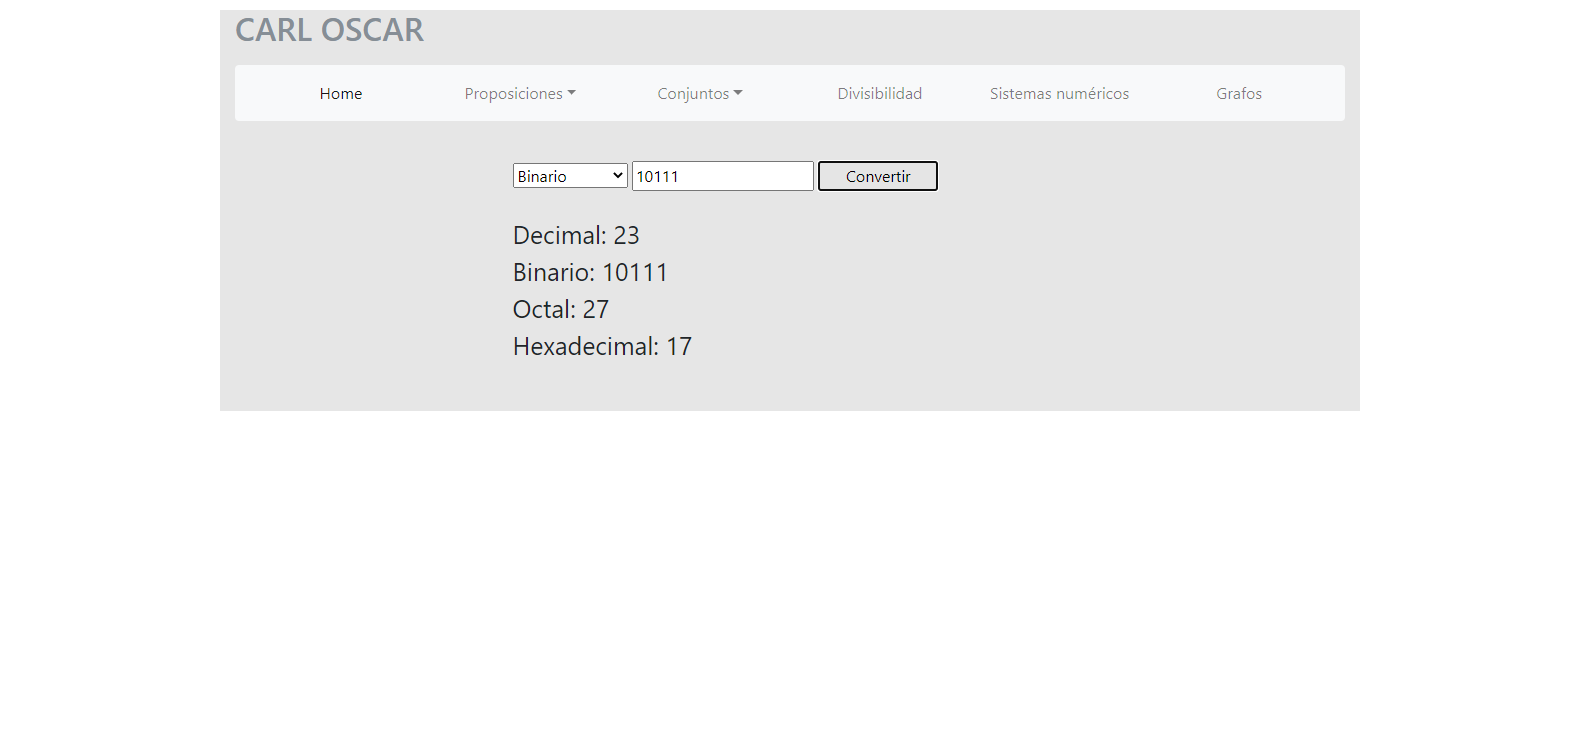 CARL OSCAR
Home Proposiciones Conjuntos Divisibilidad Sistemas numéricos Grafos
Binario 10111 Convertir
Decimal: 23
Binario: 10111
Octal: 27
Hexadecimal: 17